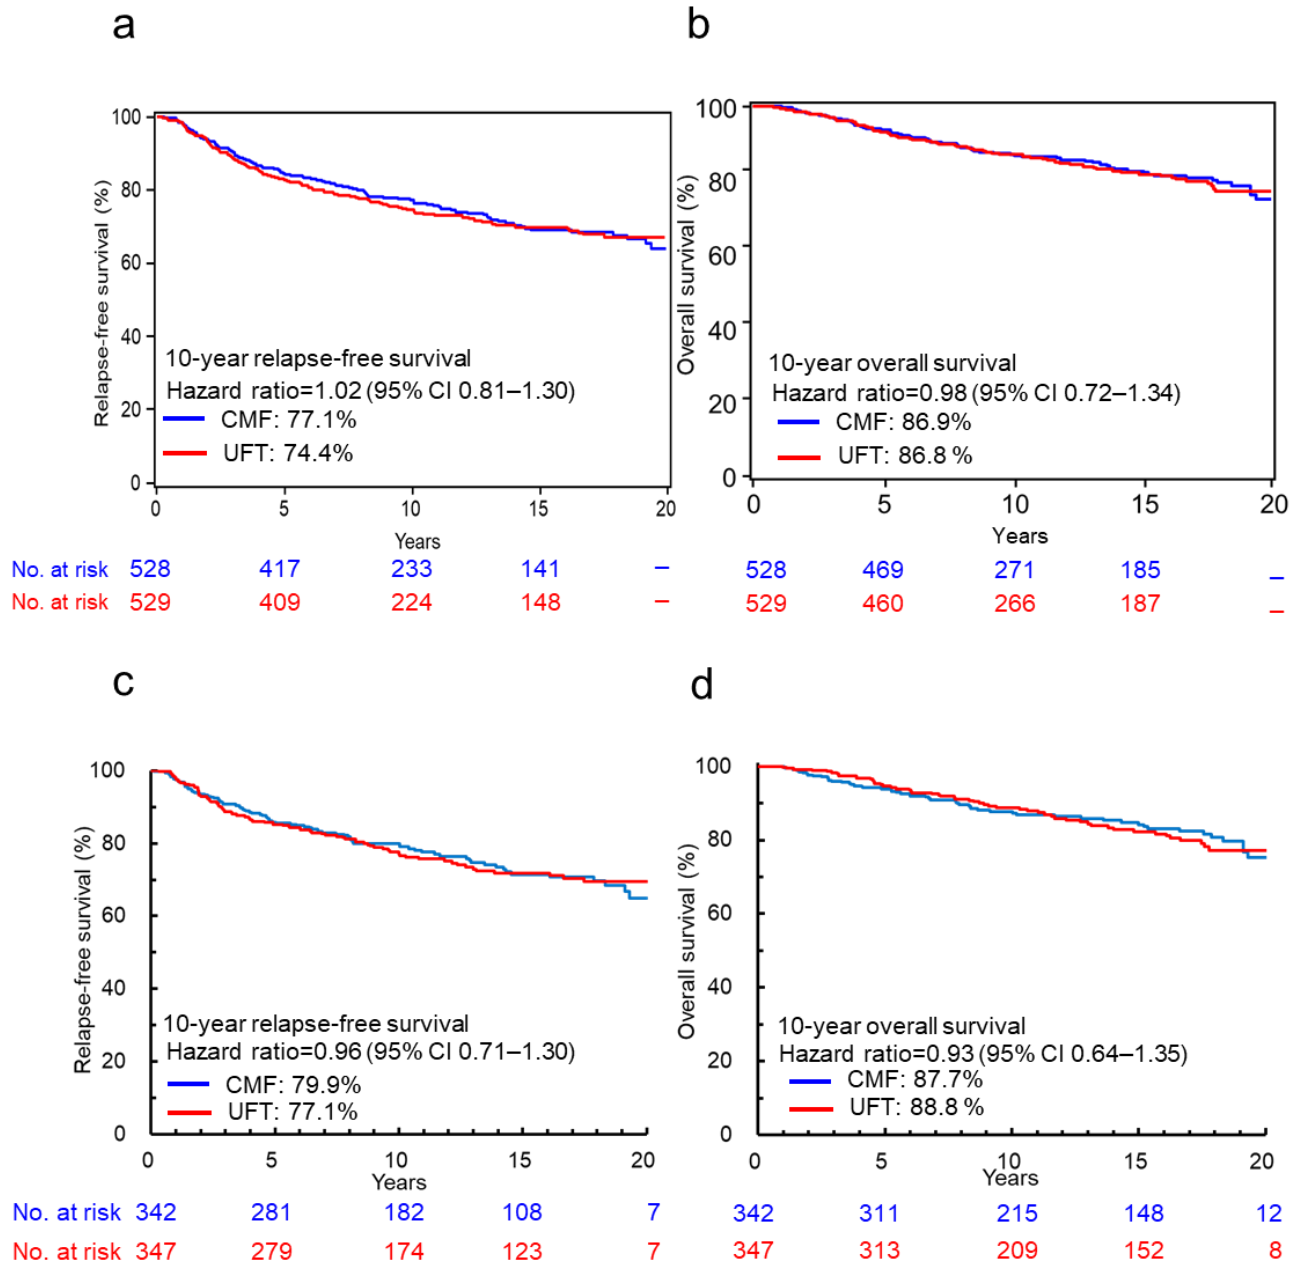 a
100
80
60
40
20
0
Relapse-free survival (%)
10-year relapse-free survival
Hazard ratio=1.02 (95% CI 0.81–1.30)
CMF: 77.1%
UFT: 74.4%
0 5 10 15 20
Years
No. at risk 528 417 233 141 –
No. at risk 529 409 224 148 –
b
100
80
60
40
20
0
Overall survival (%)
10-year overall survival
Hazard ratio=0.98 (95% CI 0.72–1.34)
CMF: 86.9%
UFT: 86.8 %
0 5 10 15 20
Years
528 469 271 185 –
529 460 266 187 –
c
100
80
60
40
20
0
Relapse-free survival (%)
10-year relapse-free survival
Hazard ratio=0.96 (95% CI 0.71–1.30)
CMF: 79.9%
UFT: 77.1%
0 5 10 15 20
Years
No. at risk 342 281 182 108 7
No. at risk 347 279 174 123 7
d
100
80
60
40
20
0
Overall survival (%)
10-year overall survival
Hazard ratio=0.93 (95% CI 0.64–1.35)
CMF: 87.7%
UFT: 88.8 %
0 5 10 15 20
Years
342 311 215 148 12
347 313 209 152 8